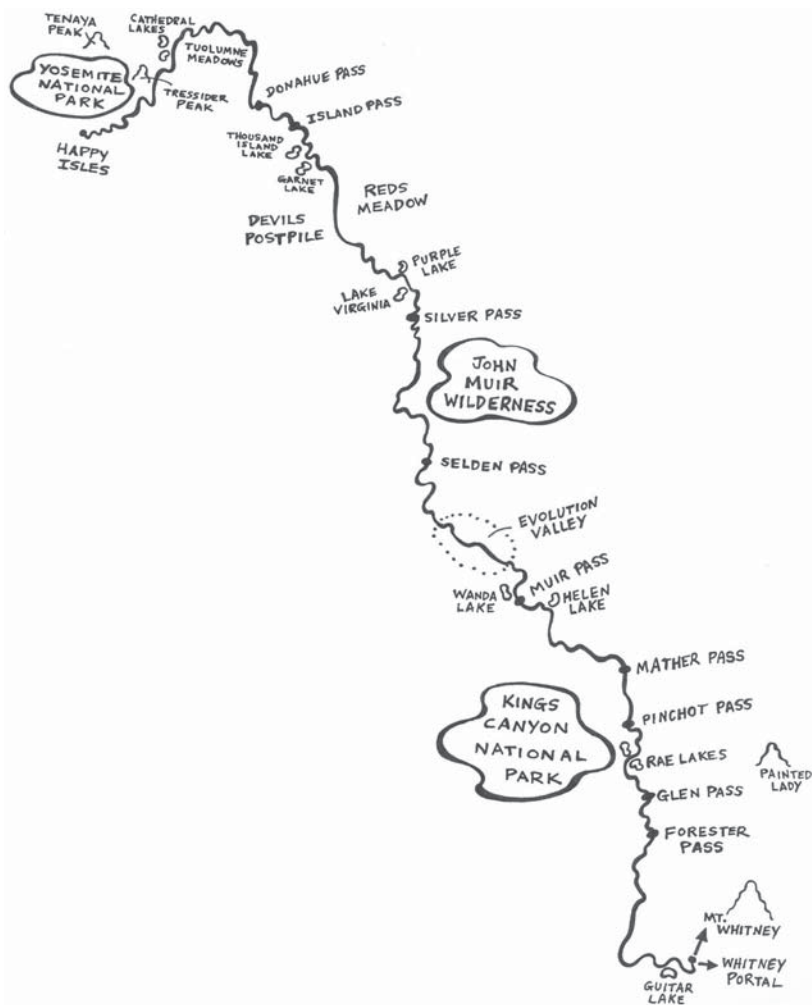 TENAYA
PEAK
CATHEDRAL
LAKES
TUOLUMNE
MEADOWS
YOSEMITE
NATIONAL
PARK
TRESSIDER
PEAK
HAPPY
ISLES
DONAHUE PASS
ISLAND PASS
THOUSAND
ISLAND
LAKE
GARNET
LAKE
REDS
MEADOW
DEVILS
POSTPILE
PURPLE
LAKE
LAKE
VIRGINIA
SILVER PASS
JOHN
MUIR
WILDERNESS
SELDEN PASS
EVOLUTION
VALLEY
MUIR PASS
WANDA
LAKE
HELEN
LAKE
MATHER PASS
KINGS
CANYON
NATIONAL
PARK
PINCHOT PASS
RAE LAKES
PAINTED
LADY
GLEN PASS
FORESTER
PASS
MT.
WHITNEY
WHITNEY
PORTAL
GUITAR
LAKE